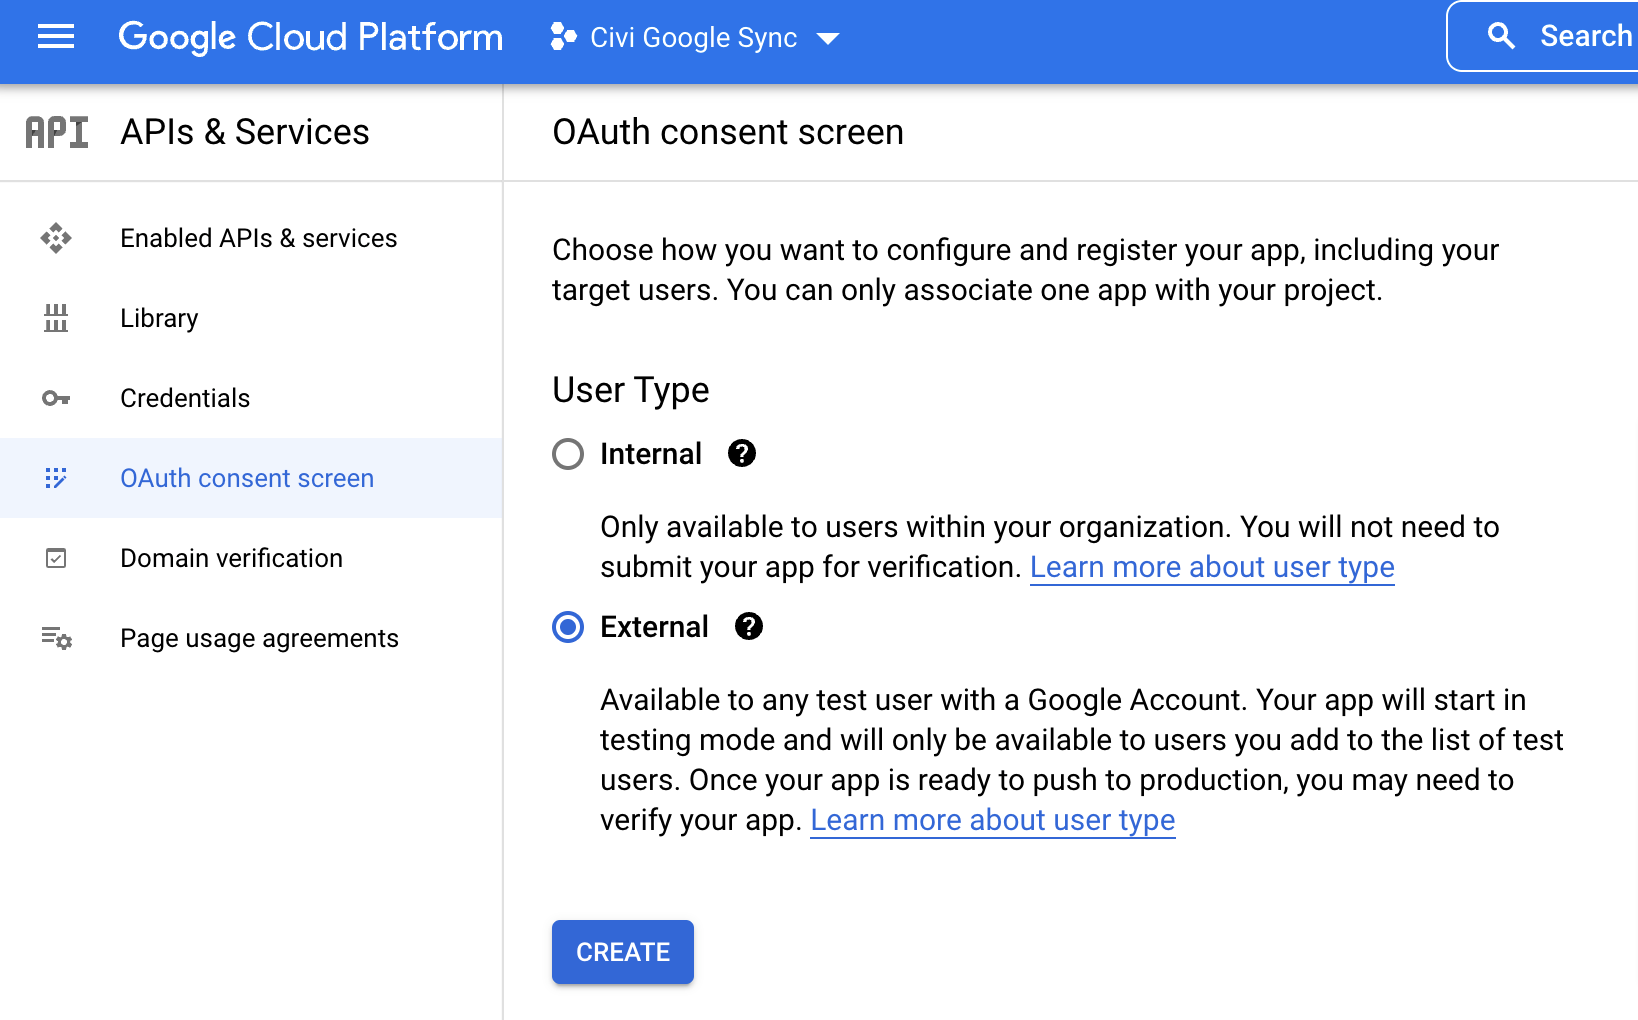 Google Cloud Platform
Civi Google Sync
Search
API
APIs & Services
OAuth consent screen
Enabled APIs & services
Library
Credentials
OAuth consent screen
Domain verification
Page usage agreements
Choose how you want to configure and register your app, including your
target users. You can only associate one app with your project.
User Type
Internal
Only available to users within your organization. You will not need to
submit your app for verification. Learn more about user type
External
Available to any test user with a Google Account. Your app will start in
testing mode and will only be available to users you add to the list of test
users. Once your app is ready to push to production, you may need to
verify your app. Learn more about user type
CREATE